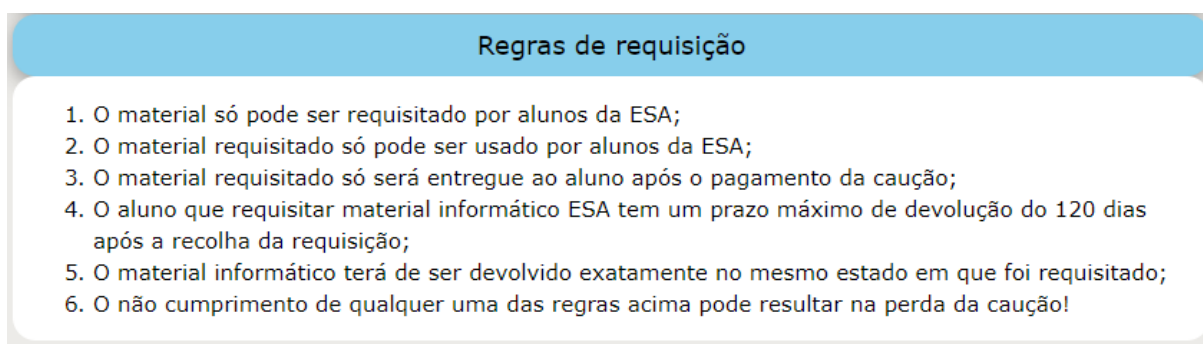 Regras de requisição
1. O material só pode ser requisitado por alunos da ESA;
2. O material requisitado só pode ser usado por alunos da ESA;
3. O material requisitado só será entregue ao aluno após o pagamento da caução;
4. O aluno que requisitar material informático ESA tem um prazo máximo de devolução do 120 dias
após a recolha da requisição;
5. O material informático terá de ser devolvido exatamente no mesmo estado em que foi requisitado;
6. O não cumprimento de qualquer uma das regras acima pode resultar na perda da caução!